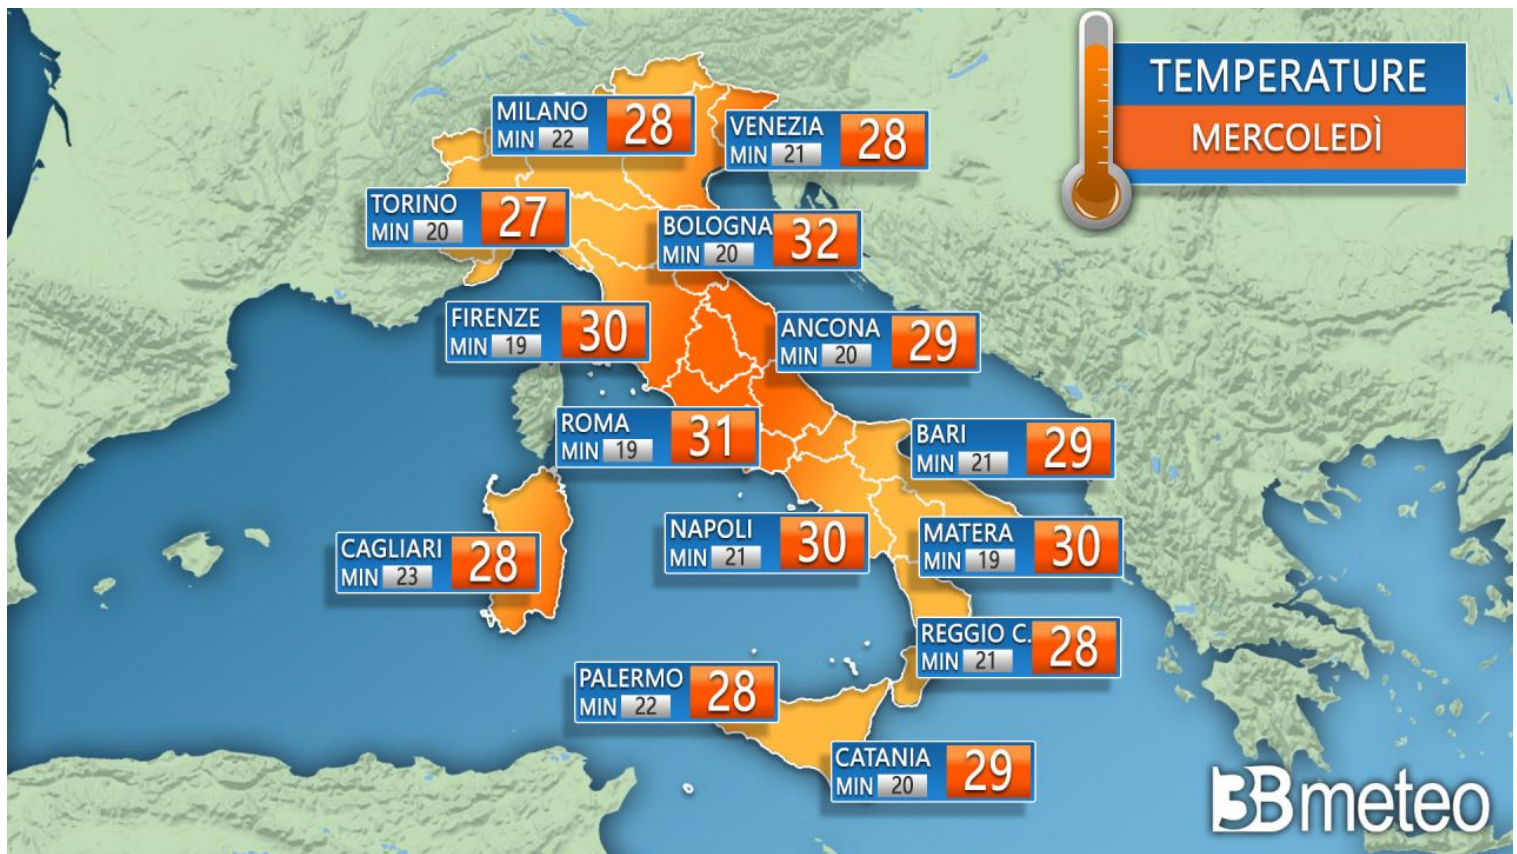 TEMPERATURE
MERCOLEDÌ
MILANO
MIN 22
28
VENEZIA
MIN 21
28
TORINO
MIN 20
27
BOLOGNA
MIN 20
32
FIRENZE
MIN 19
30
ANCONA
MIN 20
29
ROMA
MIN 19
31
BARI
MIN 21
29
NAPOLI
MIN 21
30
MATERA
MIN 19
30
CAGLIARI
MIN 23
28
REGGIO C.
MIN 21
28
PALERMO
MIN 22
28
CATANIA
MIN 20
29
3Bmeteo